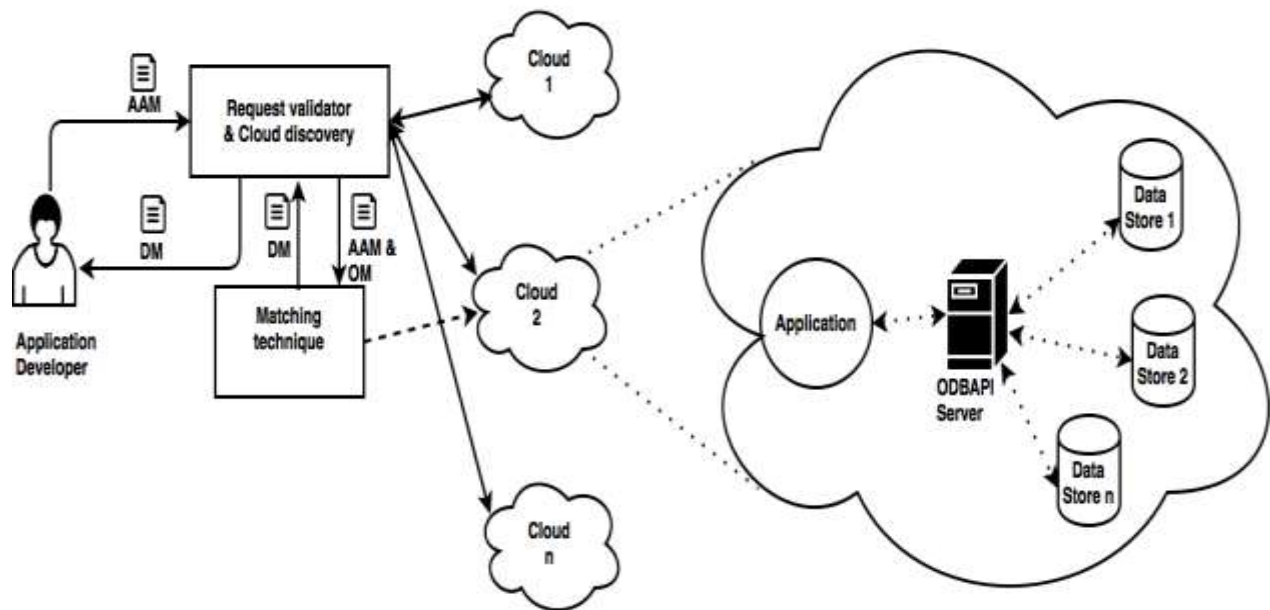 AAM
Request validator
& Cloud discovery
DM
DM
AAM &
OM
Application
Developer
Matching
technique
Cloud
1
Cloud
2
Cloud
n
Application
ODBAPI
Server
Data
Store 1
Data
Store 2
Data
Store n